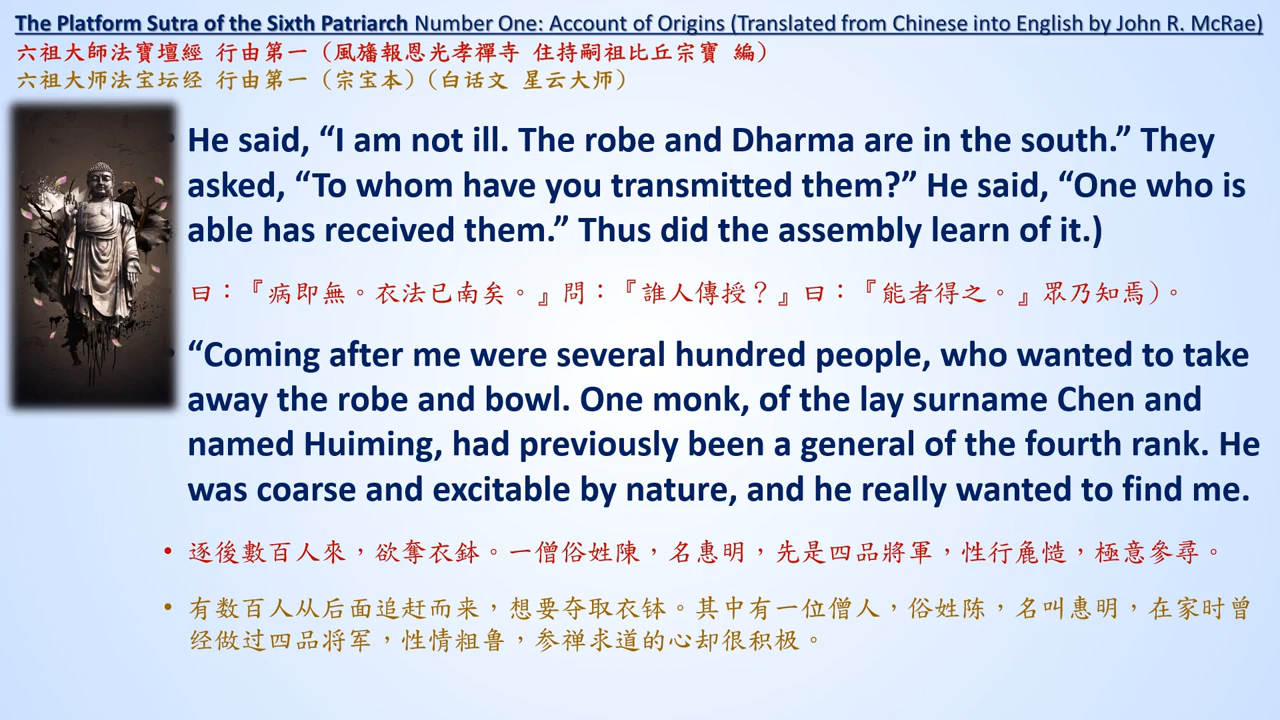 The Platform Sutra of the Sixth Patriarch Number One: Account of Origins (Translated from Chinese into English by John R. McRae)
六祖大師法寶壇經 行由第一（風旛報恩光孝禪寺 住持嗣祖比丘宗寶 編）
六祖大师法宝坛经 行由第一（宗宝本）（白话文 星云大师）
He said, “I am not ill. The robe and Dharma are in the south.” They
asked, “To whom have you transmitted them?” He said, “One who is
able has received them.” Thus did the assembly learn of it.)
曰：『病即無。衣法已南矣。』問：『誰人傳授？』曰：『能者得之。』眾乃知焉）。
“Coming after me were several hundred people, who wanted to take
away the robe and bowl. One monk, of the lay surname Chen and
named Huiming, had previously been a general of the fourth rank. He
was coarse and excitable by nature, and he really wanted to find me.
• 逐後數百人來，欲奪衣鉢。一僧俗姓陳，名惠明，先是四品將軍，性行麁慥，極意參尋。
• 有数百人从后面追赶而来，想要夺取衣钵。其中有一位僧人，俗姓陈，名叫惠明，在家时曾
经做过四品将军，性情粗鲁，参禅求道的心却很积极。